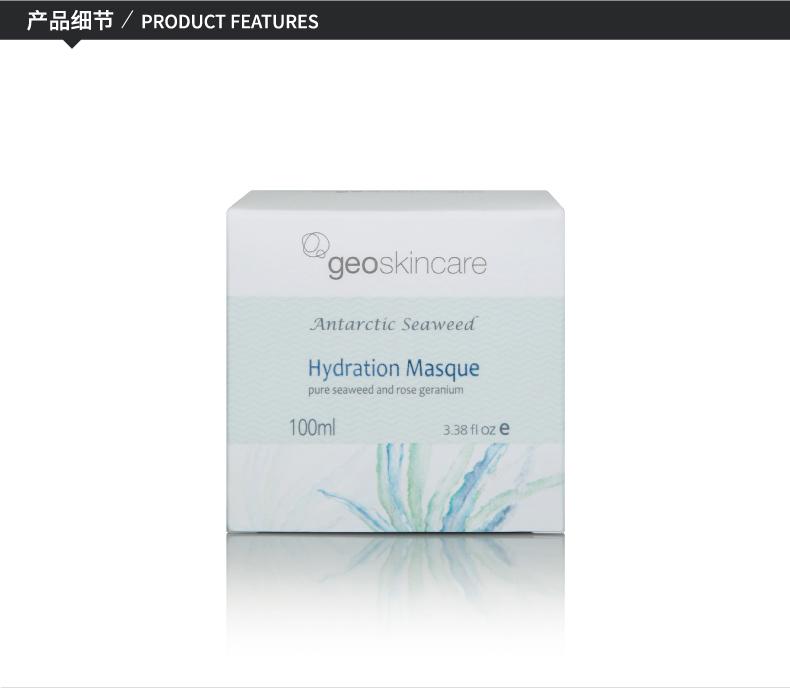 产品细节 / PRODUCT FEATURES
geoskincare
Antarctic Seaweed
Hydration Masque
pure seaweed and rose geranium
100ml 3.38 fl oz e